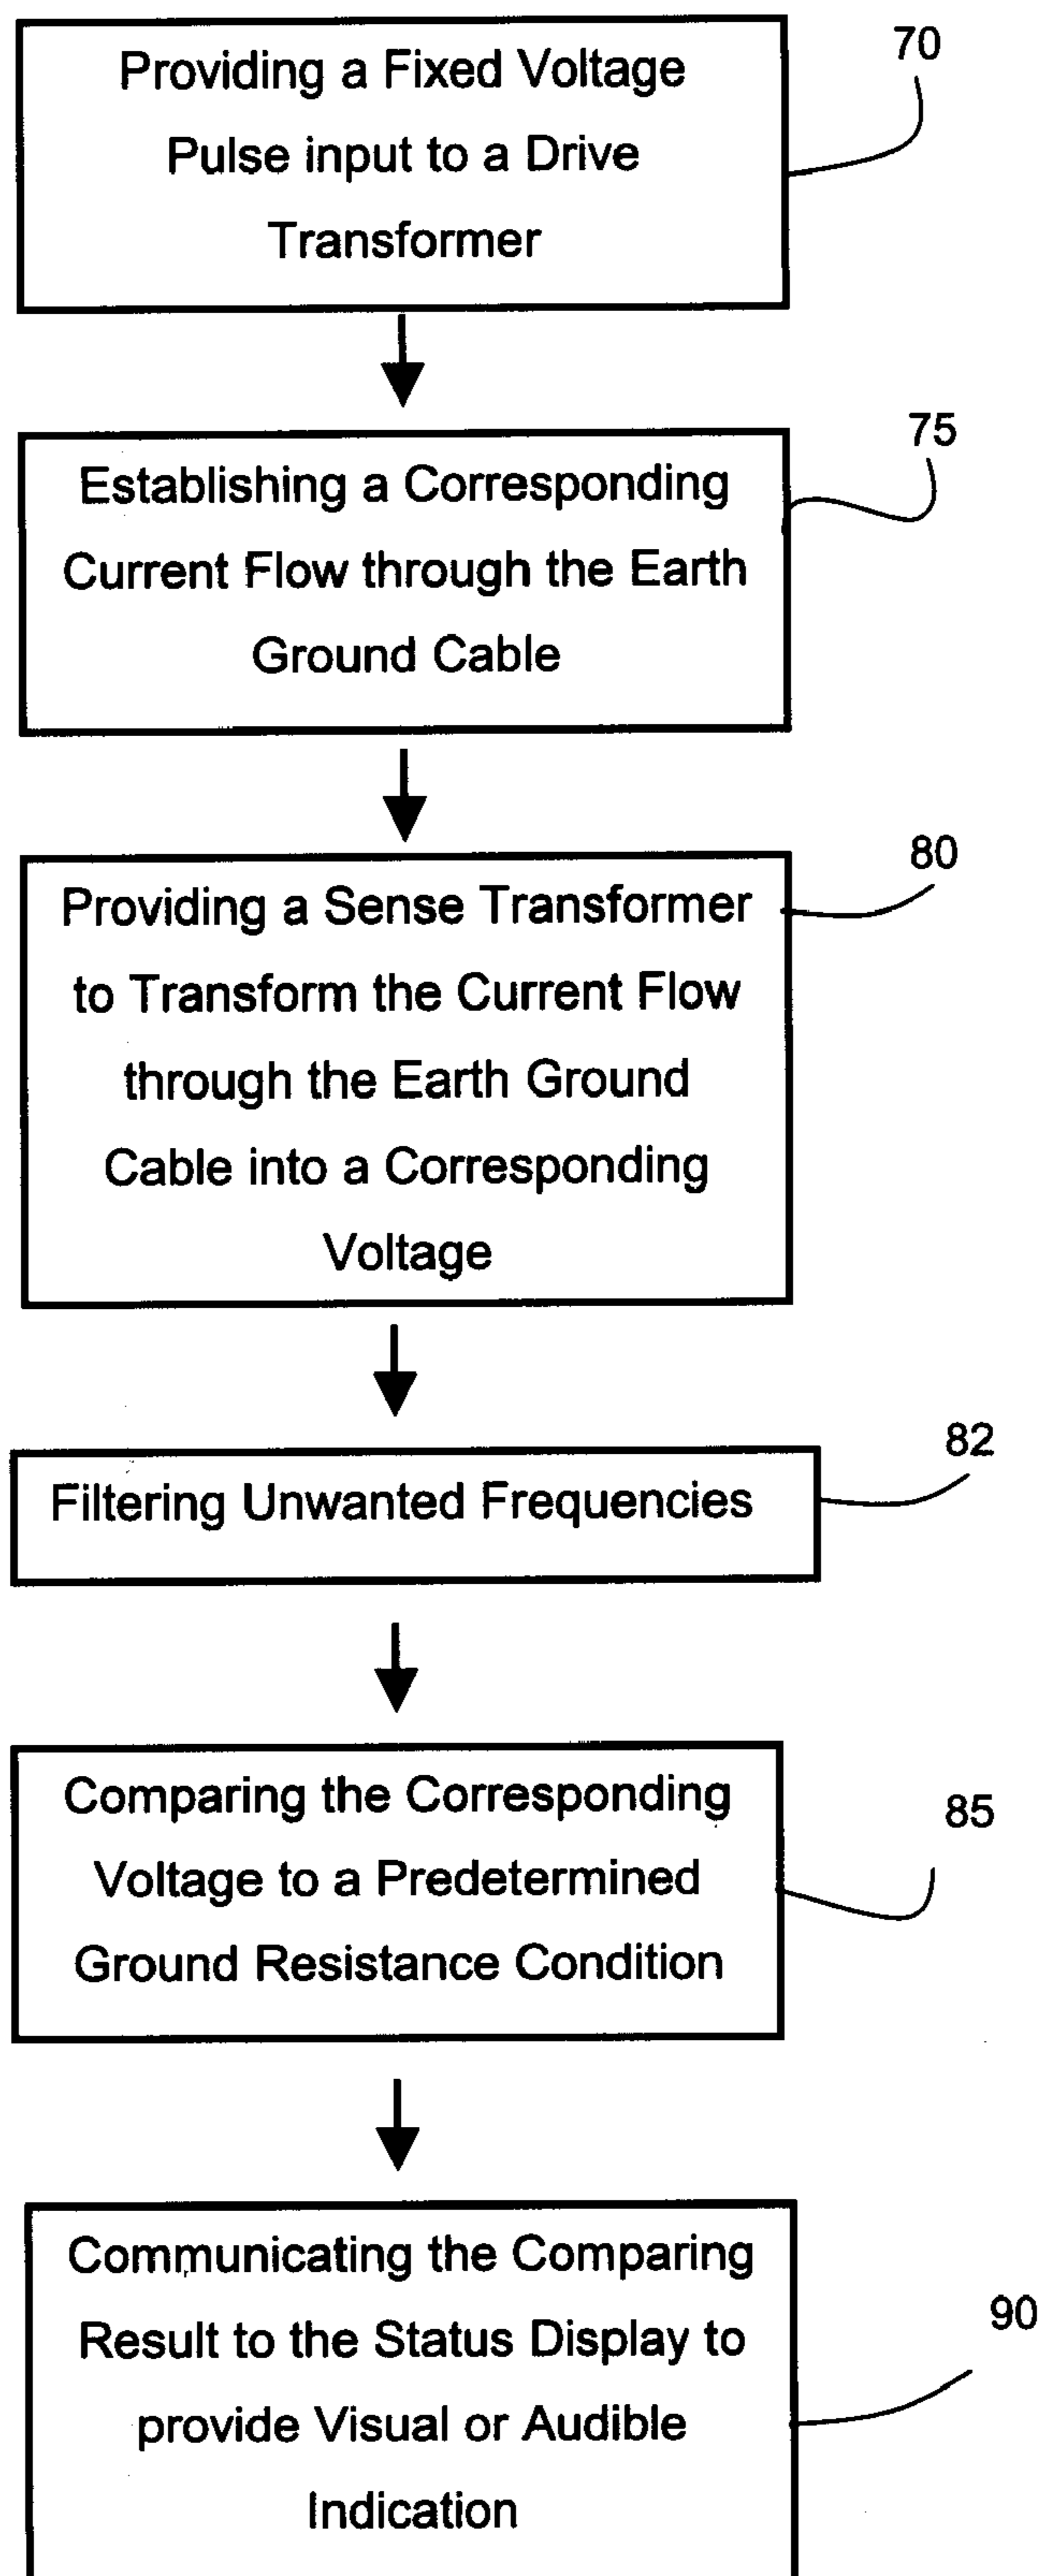 Providing a Fixed Voltage
Pulse input to a Drive
Transformer
70
Establishing a Corresponding
Current Flow through the Earth
Ground Cable
75
Providing a Sense Transformer
to Transform the Current Flow
through the Earth Ground
Cable into a Corresponding
Voltage
80
Filtering Unwanted Frequencies
82
Comparing the Corresponding
Voltage to a Predetermined
Ground Resistance Condition
85
Communicating the Comparing
Result to the Status Display to
provide Visual or Audible
Indication
90